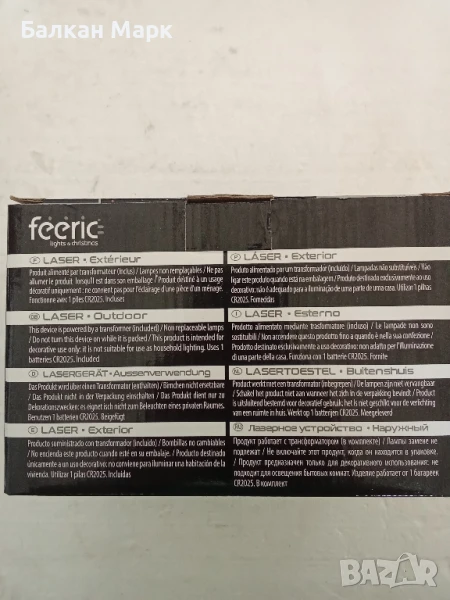 Балкан Марк
feeric
lights & christmas
F LASER • Extérieur
Produit alimenté par transformateur (inclus) / Lampes non remplaçables / Ne pas
allumer le produit lorsqu'il est dans son emballage / Produit destiné à un usage
décoratif uniquement : ne convient pas pour l'éclairage d'une pièce d'un ménage.
Fonctionne avec 1 piles CR2025. Incluses
GB LASER • Outdoor
This device is powered by a transformer (included) / Non replacable lamps
/ Do not turn this device on while it is packed / This product is intended for
decorative use only; it is not suitable for use as household lighting. Uses 1
batteries CR2025. Included
D LASERGERÄT • Aussenverwendung
Das Produkt wird über einen Transformator (enthalten) / Birnchen nicht ersetzbar
/ Das Produkt nicht in der Verpackung einschalten / Das Produkt dient nur zu
Dekorationszwecken: es eignet sich nicht zum Beleuchten eines privaten Raumes.
Benutzen 1 Batterien CR2025. Beigefügt
E LASER • Exterior
Producto suministrado con transformador (incluido) / Bombillas no cambiables
/ No encienda este producto cuando esté en su embalaje. / Producto destinado
únicamente a un uso decorativo; no conviene para iluminar una habitación de la
vivienda. Utilizar 1 pilas CR2025. Incluidas
P LASER • Exterior
Produto alimentado por um transformador (incluido) / Lampadas não substituíveis / Não
ligar este produto quando está na embalagem / Produto destinado exclusivamente a uso
decorativo; não é adequado para a iluminação de uma parte de uma casa. Utilizar 1 pilhas
CR2025. Fornecidas
I LASER • Esterno
Prodotto alimentato mediante trasformatore (incluso) / Le lampade non sono
sostituibili / Non accendere questo prodotto fino a quando è nella sua confezione /
Prodotto destinato esclusivamente a uso decorativo: non adatto per l'illuminazione
di una parte della casa. Funziona con 1 batterie CR2025. Fornite
NL LASERTOESTEL • Buitenshuis
Product werkt met een transformator (inbegrepen) / De lampen zijn niet vervangbaar
/ Schakel het product niet aan wanneer het zich in de verpakking bevindt / Product
uitsluitend bestemd voor decoratief gebruik, het is niet geschikt voor de verlichting
van een ruimte in huis. Werkt op 1 batterijen CR2025. Meegeleverd
RU Лазерное устройство • Наружный
Продукт работает с трансформатором (в комплекте) / Лампы замене не
подлежат / Не включайте этот продукт, когда он находится в упаковке. /
Продукт предназначен только для декоративного использования: не
подходит для освещения бытовых комнат. Изделие работает от 1 батареек
CR2025. В комплект
BAZAR